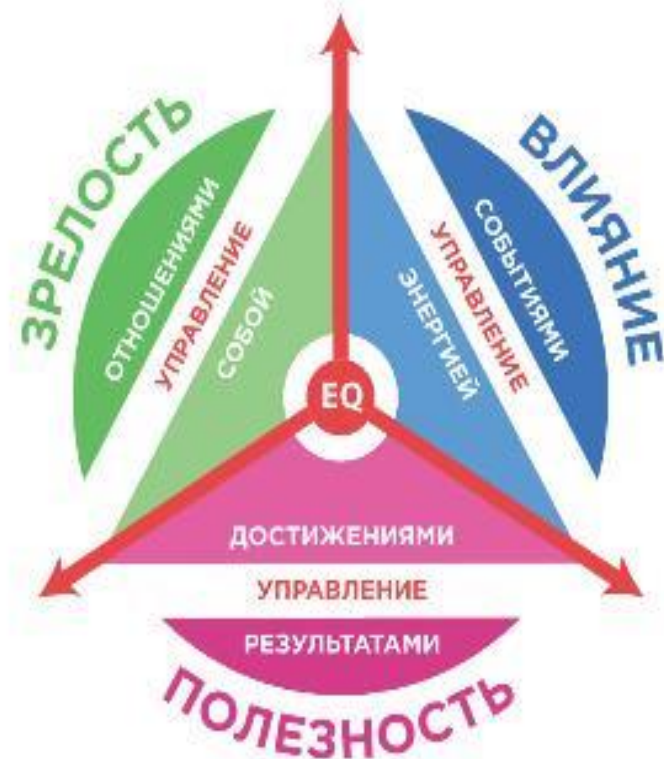 ЗРЕЛОСТЬ
ОТНОШЕНИЯМИ
УПРАВЛЕНИЕ
СОБОЙ
ВЛИЯНИЕ
СОБЫТИЯМИ
УПРАВЛЕНИЕ
ЭНЕРГИЕЙ
EQ
ДОСТИЖЕНИЯМИ
УПРАВЛЕНИЕ
РЕЗУЛЬТАТАМИ
ПОЛЕЗНОСТЬ